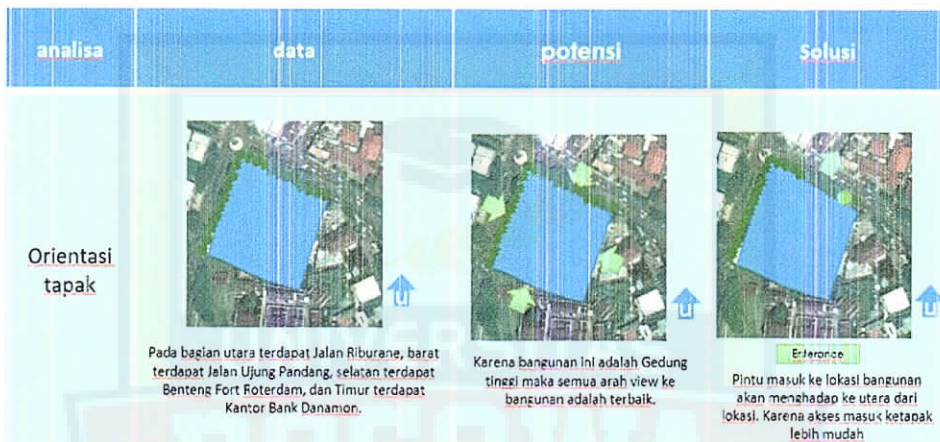 analisa
data
potensi
Solusi
Orientasi
tapak
u
Pada bagian utara terdapat Jalan Riburane, barat
terdapat Jalan Ujung Pandang, selatan terdapat
Benteng Fort Roterdam, dan Timur terdapat
Kantor Bank Danamon.
u
Karena bangunan ini adalah Gedung
tinggi maka semua arah view ke
bangunan adalah terbaik.
u
Enterance
Pintu masuk ke lokasi bangunan
akan menghadap ke utara dari
lokasi. Karena akses masuk ketapak
lebih mudah